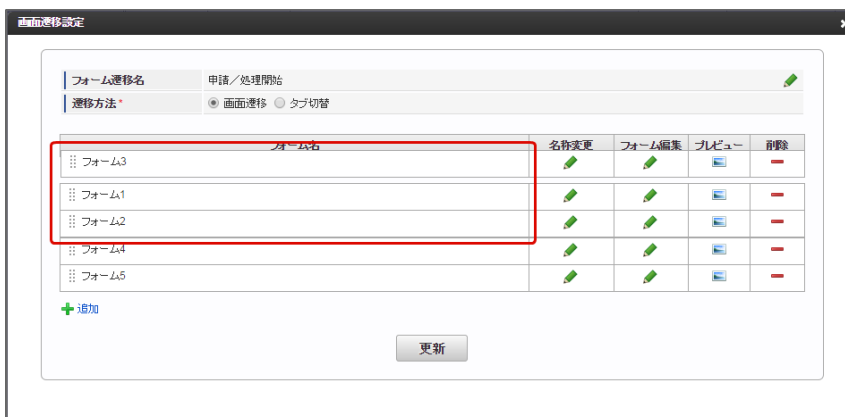 画面遷移設定
フォーム遷移名 申請／処理開始
遷移方法* 画面遷移 タブ切替
フォーム名 名称変更 フォーム編集 プレビュー 削除
フォーム3
フォーム1
フォーム2
フォーム4
フォーム5
追加
更新